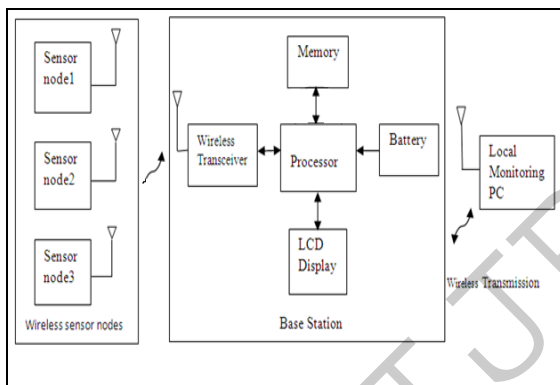 Sensor
node1
Sensor
node2
Sensor
node3
Wireless sensor nodes
Memory
Wireless
Transceiver
Processor
Battery
LCD
Display
Base Station
Local
Monitoring
PC
Wireless Transmission